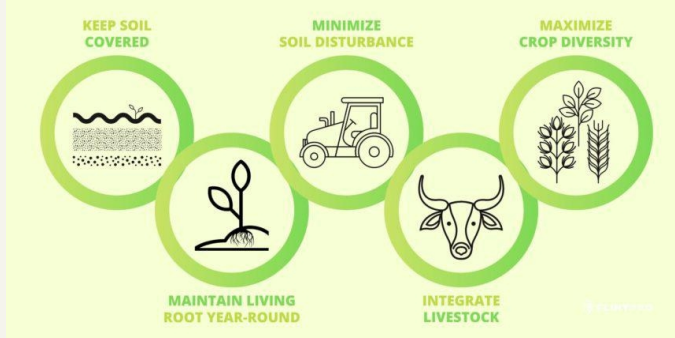 KEEP SOIL
COVERED
MINIMIZE
SOIL DISTURBANCE
MAXIMIZE
CROP DIVERSITY
MAINTAIN LIVING
ROOT YEAR-ROUND
INTEGRATE
LIVESTOCK